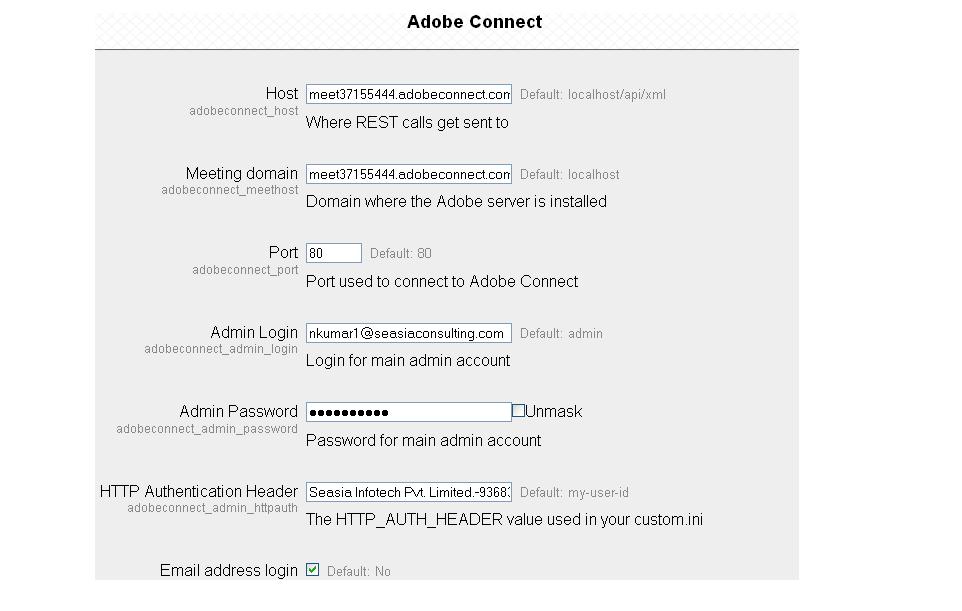 Adobe Connect
Host meet37155444.adobeconnect.com Default: localhost/api/xml
adobeconnect_host
Where REST calls get sent to
Meeting domain meet37155444.adobeconnect.com Default: localhost
adobeconnect_meethost
Domain where the Adobe server is installed
Port 80 Default: 80
adobeconnect_port
Port used to connect to Adobe Connect
Admin Login nkumar1@seasiaconsulting.com Default: admin
adobeconnect_admin_login
Login for main admin account
Admin Password ●●●●●●●●●● Unmask
adobeconnect_admin_password
Password for main admin account
HTTP Authentication Header Seasia Infotech Pvt. Limited.-9368 Default: my-user-id
adobeconnect_admin_httpauth
The HTTP_AUTH_HEADER value used in your custom.ini
Email address login Default: No